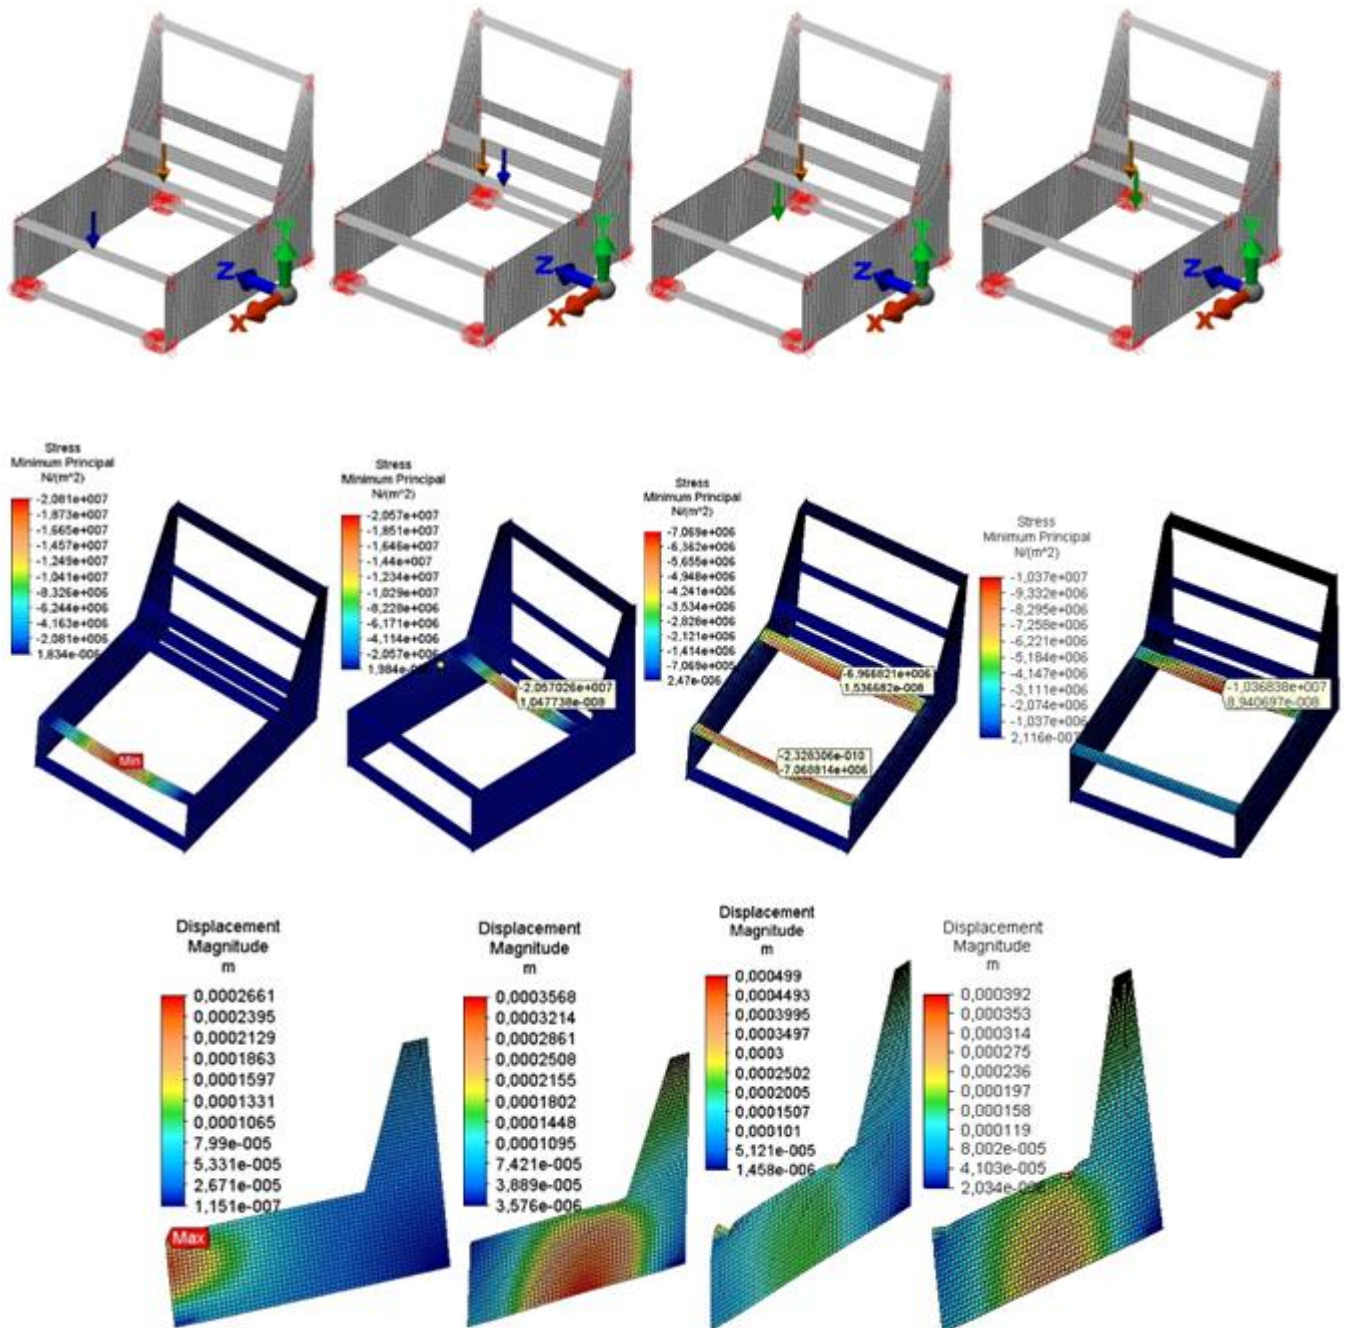 Y
Z
X
Y
Z
X
Y
Z
X
Y
Z
X
Stress
Minimum Principal
N/(m^2)
-2,081e+007
-1,873e+007
-1,665e+007
-1,457e+007
-1,249e+007
-1,041e+007
-8,326e+006
-6,244e+006
-4,163e+006
-2,081e+006
1,834e-006
Min
Stress
Minimum Principal
N/(m^2)
-2,057e+007
-1,851e+007
-1,646e+007
-1,44e+007
-1,234e+007
-1,029e+007
-8,228e+006
-6,171e+006
-4,114e+006
-2,057e+006
-2,057026e+007
1,047738e-008
Stress
Minimum Principal
N/(m^2)
-7,069e+006
-6,362e+006
-5,655e+006
-4,948e+006
-4,241e+006
-3,534e+006
-2,828e+006
-2,121e+006
-1,414e+006
-7,069e+005
2,47e-006
-6,966821e+006
1,536682e-008
-2,328306e-010
-7,068814e+006
Stress
Minimum Principal
N/(m^2)
-1,037e+007
-9,332e+006
-8,295e+006
-7,258e+006
-6,221e+006
-5,184e+006
-4,147e+006
-3,111e+006
-2,074e+006
-1,037e+006
2,116e-007
-1,036838e+007
8,940697e-008
Displacement
Magnitude
m
0,0002661
0,0002395
0,0002129
0,0001863
0,0001597
0,0001331
0,0001065
7,99e-005
5,331e-005
2,671e-005
1,151e-007
Max
Displacement
Magnitude
m
0,0003568
0,0003214
0,0002861
0,0002508
0,0002155
0,0001802
0,0001448
0,0001095
7,421e-005
3,889e-005
3,576e-006
Displacement
Magnitude
m
0,000499
0,0004493
0,0003995
0,0003497
0,0003
0,0002502
0,0002005
0,0001507
0,000101
5,121e-005
1,458e-006
Displacement
Magnitude
m
0,000392
0,000353
0,000314
0,000275
0,000236
0,000197
0,000158
0,000119
8,002e-005
4,103e-005